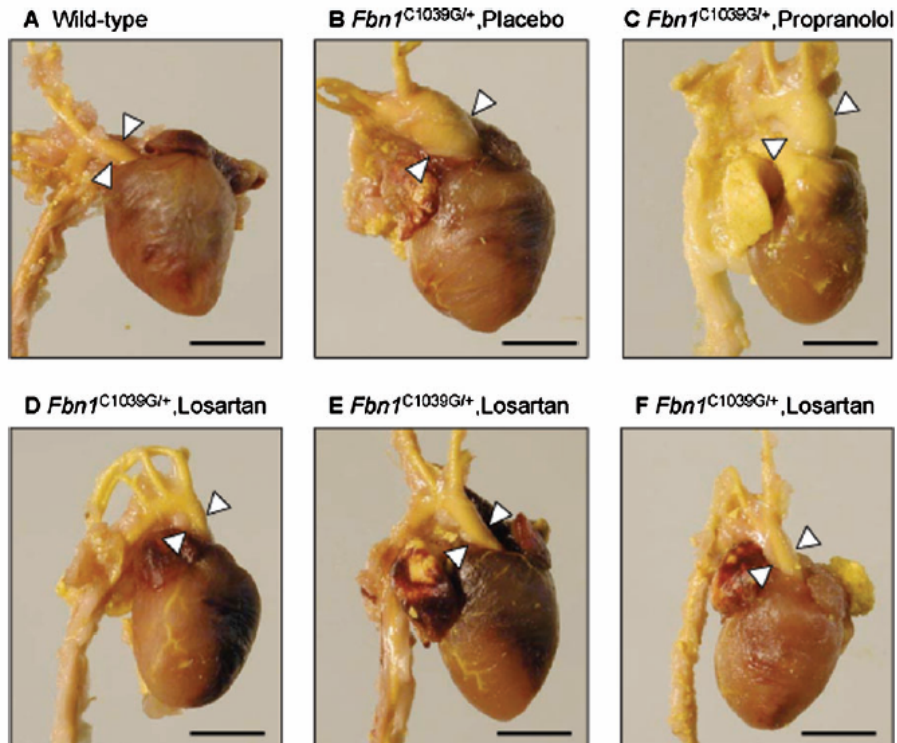 A Wild-type
B Fbn1C1039G/+,Placebo
C Fbn1C1039G/+,Propranolol
D Fbn1C1039G/+,Losartan
E Fbn1C1039G/+,Losartan
F Fbn1C1039G/+,Losartan